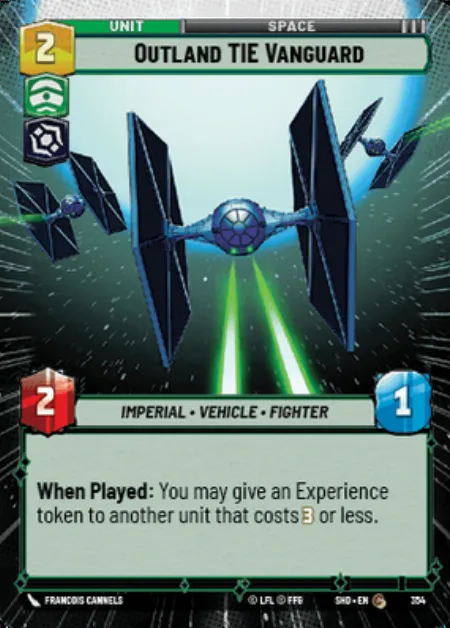 UNIT
SPACE
2
OUTLAND TIE VANGUARD
2
IMPERIAL • VEHICLE • FIGHTER
1
When Played: You may give an Experience
token to another unit that costs 3 or less.
FRANCOIS CANNELS
© LFL ® FFG
SHD • EN
354